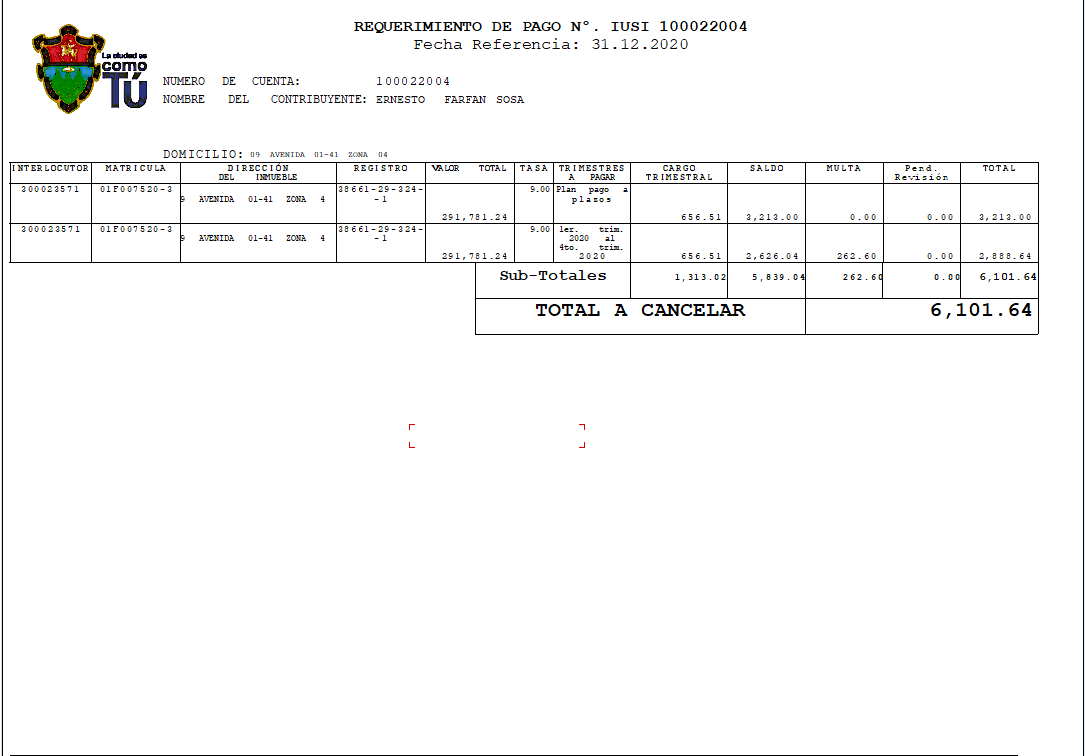 REQUERIMIENTO DE PAGO Nº. IUSI 100022004
Fecha Referencia: 31.12.2020
La ciudad es
como
Tú
NUMERO DE CUENTA: 100022004
NOMBRE DEL CONTRIBUYENTE: ERNESTO FARFAN SOSA
DOMICILIO: 09 AVENIDA 01-41 ZONA 04
INTERLOCUTOR MATRICULA DIRECCIÓN DEL INMUEBLE REGISTRO VALOR TOTAL TASA TRIMESTRES A PAGAR CARGO TRIMESTRAL SALDO MULTA Pend. Revisión TOTAL
300023571 01F007520-3 9 AVENIDA 01-41 ZONA 4 38661-29-324--1 291,781.24 9.00 Plan pago a plasos 656.51 3,213.00 0.00 0.00 3,213.00
300023571 01F007520-3 9 AVENIDA 01-41 ZONA 4 38661-29-324--1 291,781.24 9.00 1er. trim. 2020 al 4to. trim. 2020 656.51 2,626.04 262.60 0.00 2,888.64
Sub-Totales 1,313.02 5,839.04 262.60 0.00 6,101.64
TOTAL A CANCELAR 6,101.64